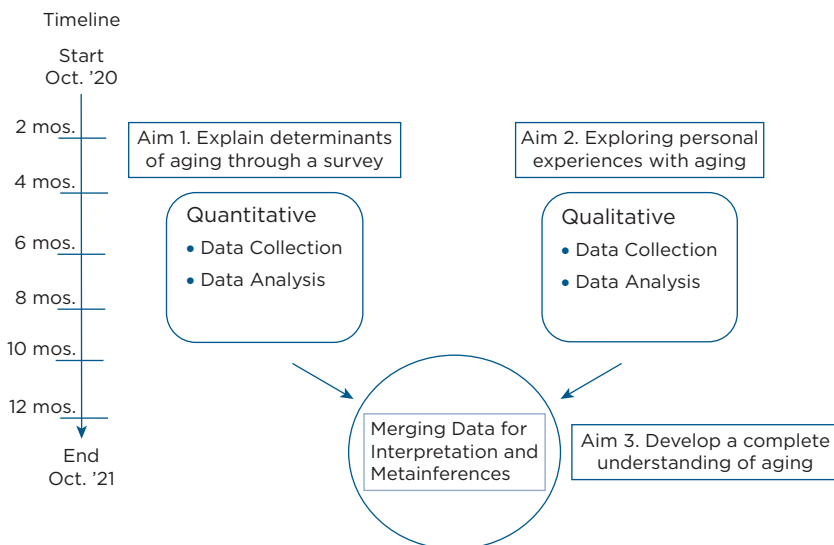 Timeline
Start
Oct. ’20
2 mos.
4 mos.
6 mos.
8 mos.
10 mos.
12 mos.
End
Oct. ’21
Aim 1. Explain determinants
of aging through a survey
Quantitative
• Data Collection
• Data Analysis
Aim 2. Exploring personal
experiences with aging
Qualitative
• Data Collection
• Data Analysis
Merging Data for
Interpretation and
Metainferences
Aim 3. Develop a complete
understanding of aging